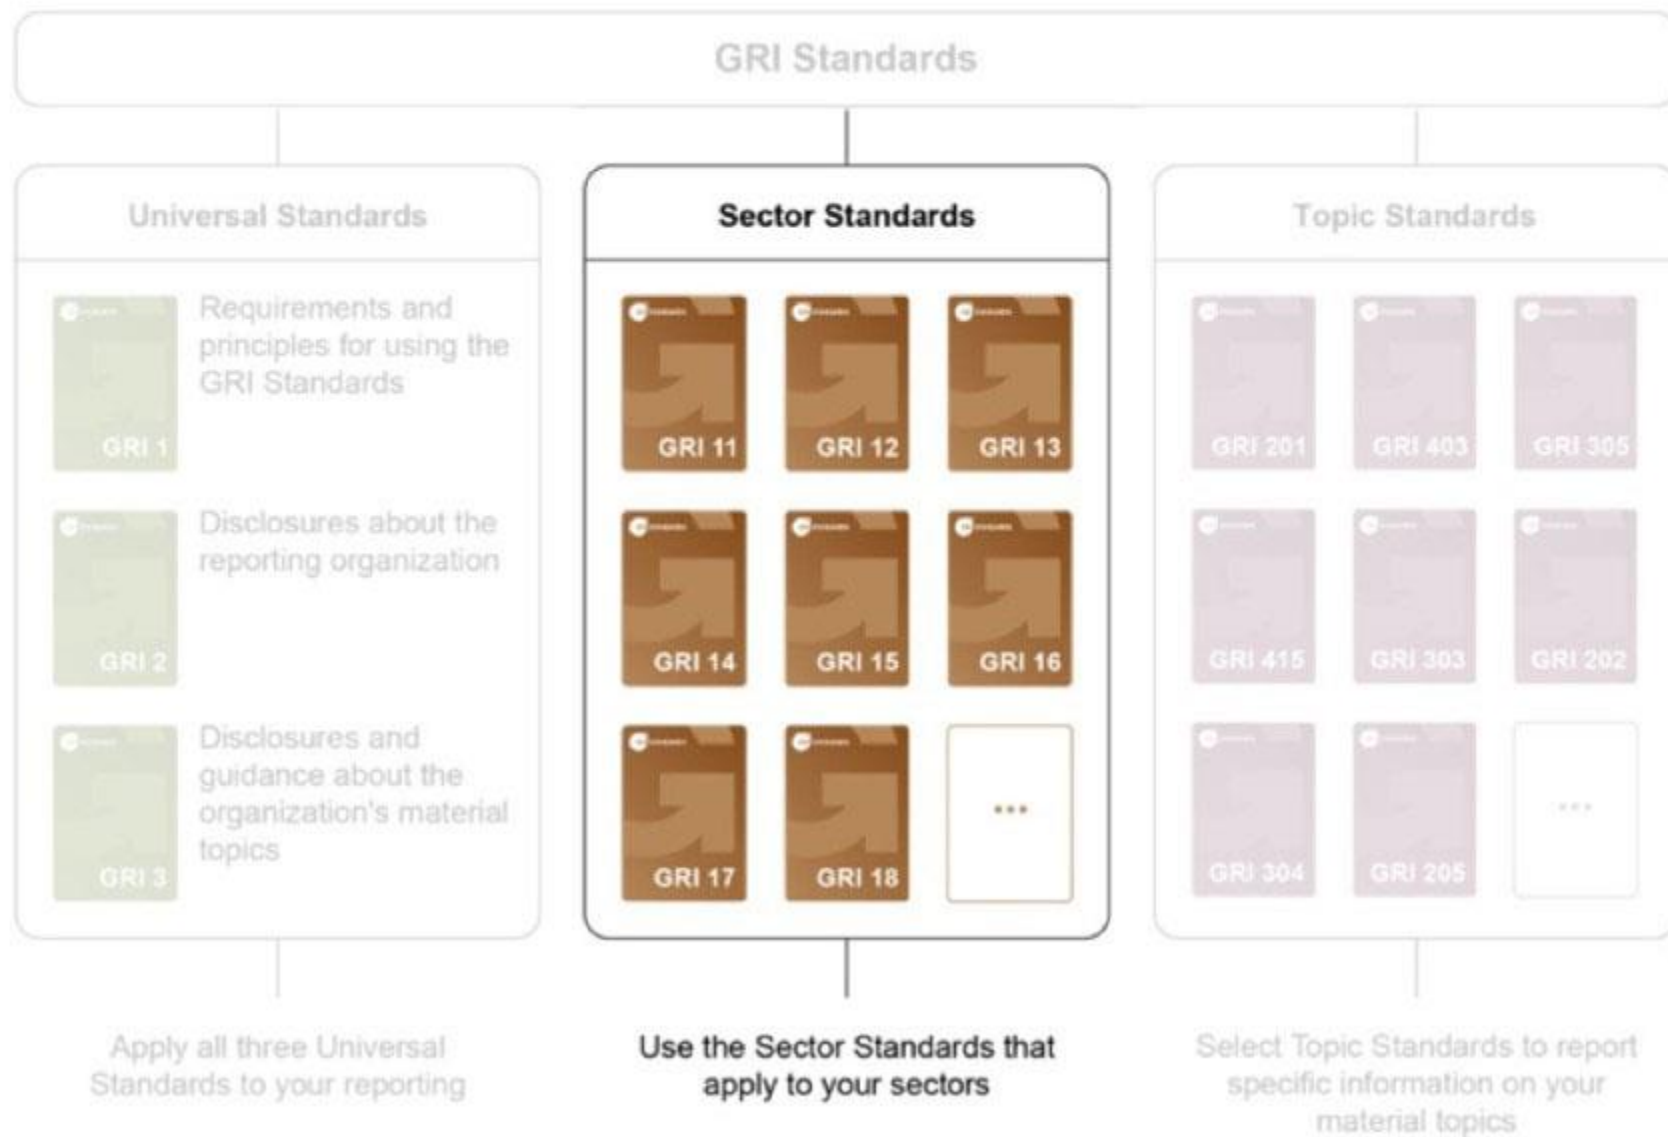 GRI Standards
Universal Standards
GRI 1
Requirements and
principles for using the
GRI Standards
GRI 2
Disclosures about the
reporting organization
GRI 3
Disclosures and
guidance about the
organization's material
topics
Apply all three Universal
Standards to your reporting
Sector Standards
GRI 11 GRI 12 GRI 13
GRI 14 GRI 15 GRI 16
GRI 17 GRI 18 ...
Use the Sector Standards that
apply to your sectors
Topic Standards
GRI 201 GRI 403 GRI 305
GRI 415 GRI 303 GRI 202
GRI 304 GRI 205 ...
Select Topic Standards to report
specific information on your
material topics